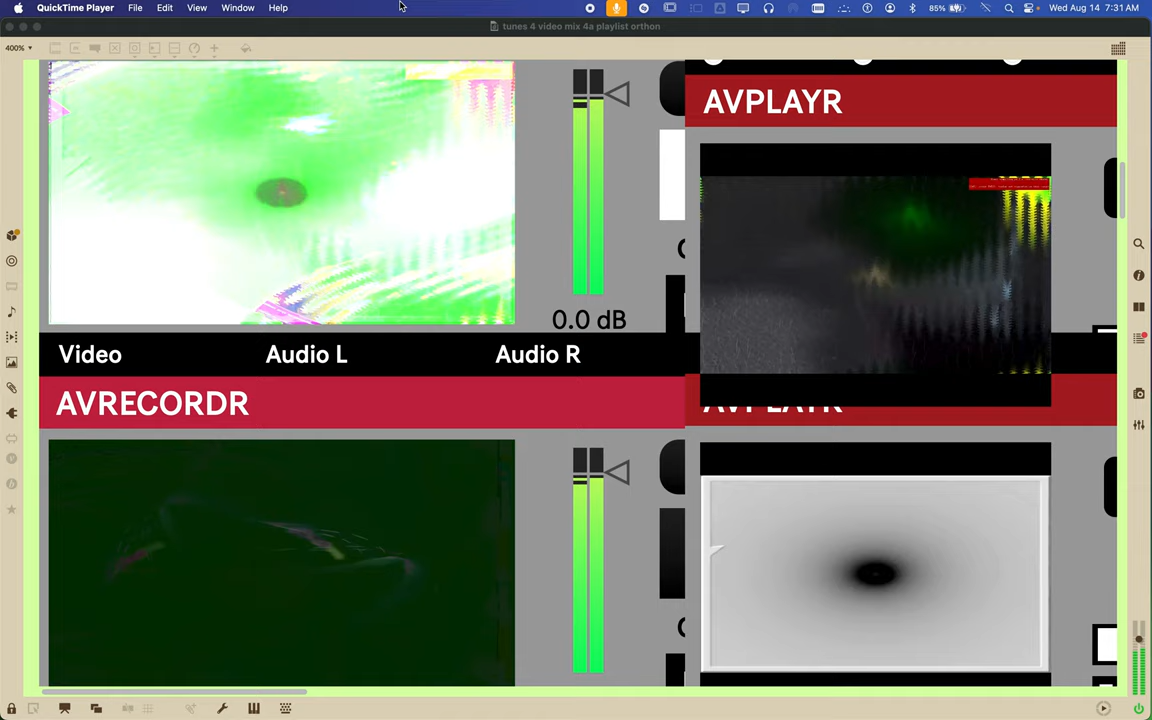 QuickTime Player File Edit View Window Help 85% Wed Aug 14 7:31 AM
tunes 4 video mix 4a playlist orthon
400%
AVPLAYR
0.0 dB
Video Audio L Audio R
AVRECORDR
AVPLAYR